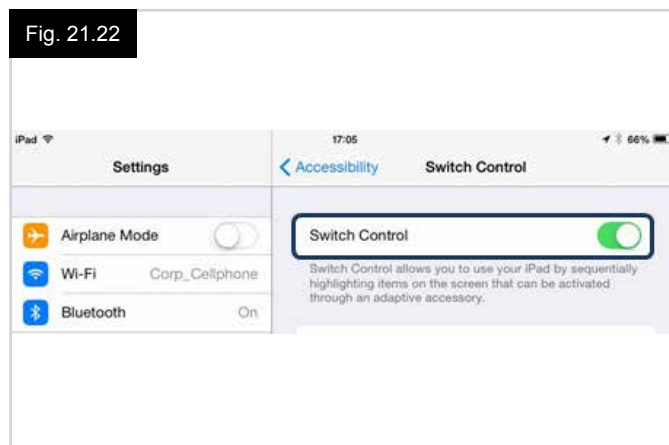 Fig. 21.22
iPad 17:05 66%
Settings
Accessibility Switch Control
Airplane Mode
Wi-Fi Corp_Cellphone
Bluetooth On
Switch Control
Switch Control allows you to use your iPad by sequentially
highlighting items on the screen that can be activated
through an adaptive accessory.